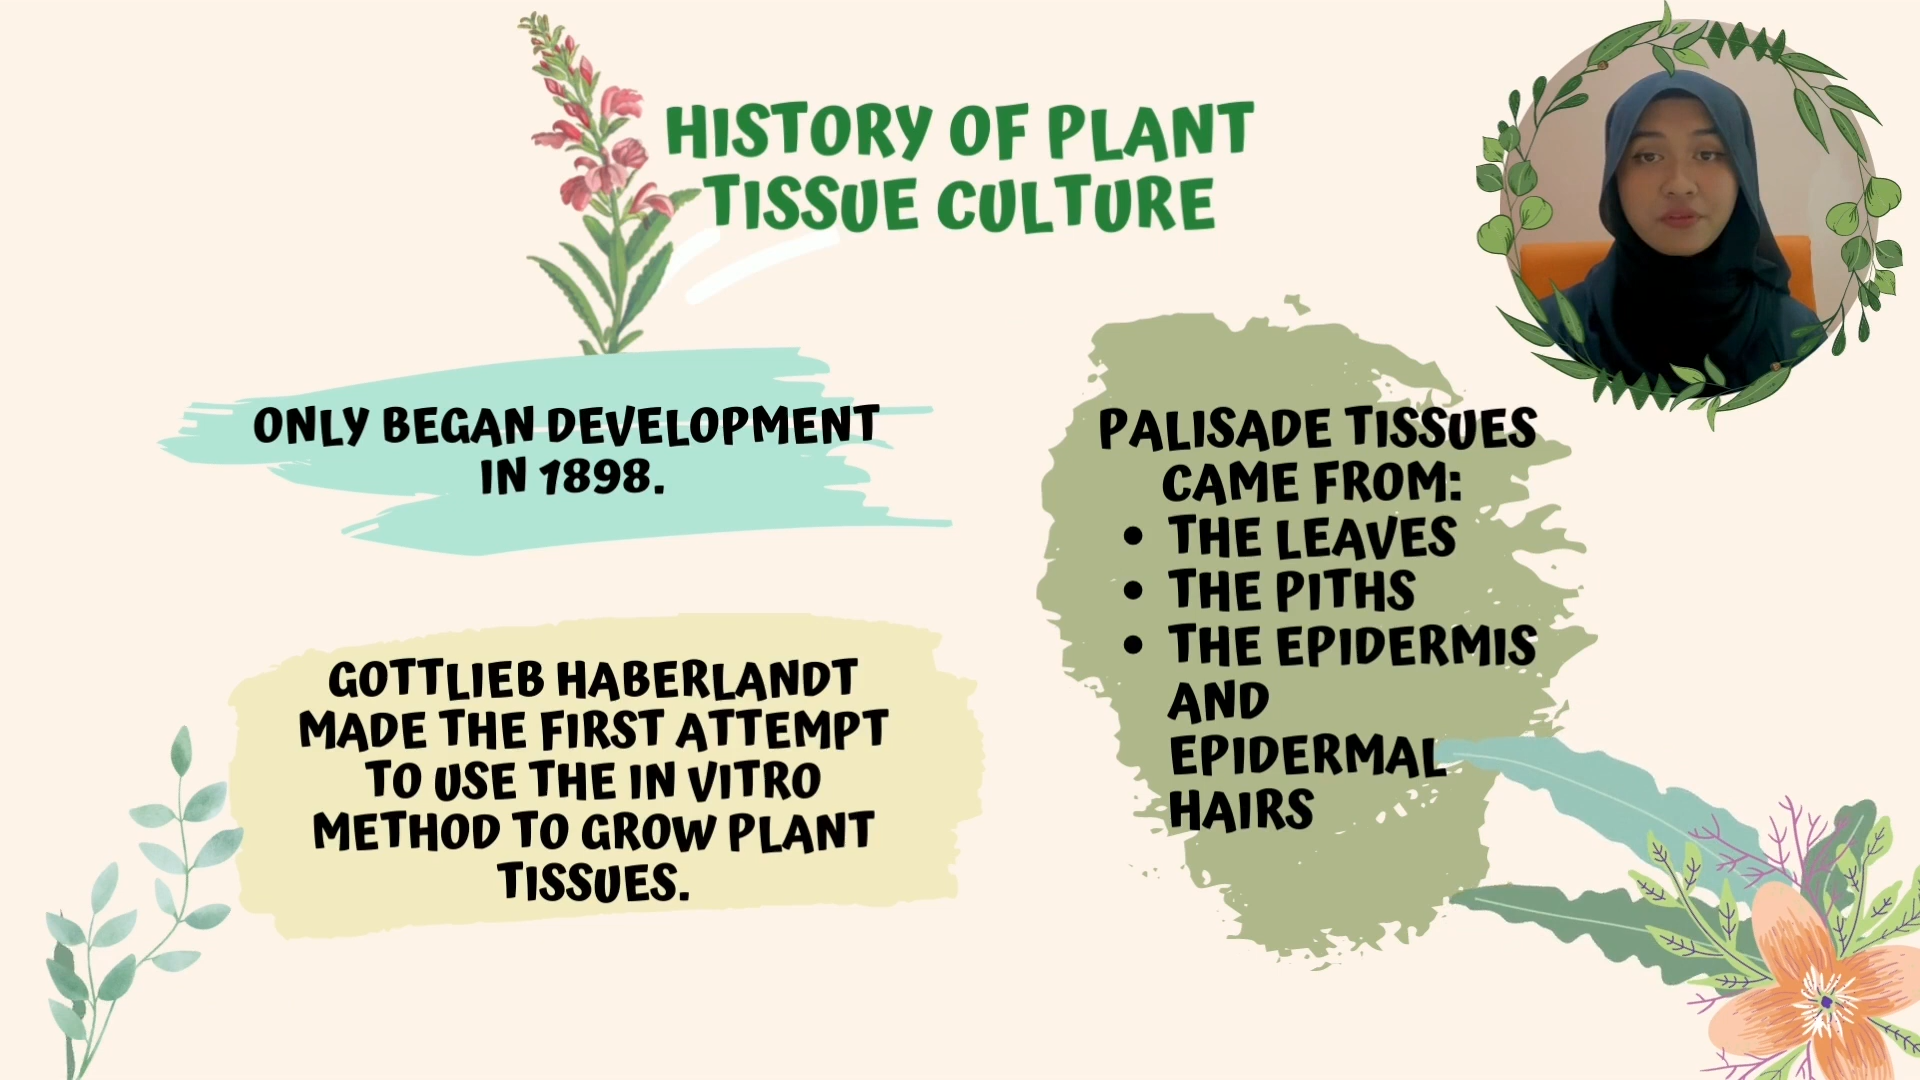 HISTORY OF PLANT
TISSUE CULTURE
ONLY BEGAN DEVELOPMENT
IN 1898.
GOTTLIEB HABERLANDT
MADE THE FIRST ATTEMPT
TO USE THE IN VITRO
METHOD TO GROW PLANT
TISSUES.
PALISADE TISSUES
CAME FROM:
• THE LEAVES
• THE PITHS
• THE EPIDERMIS
AND
EPIDERMAL
HAIRS